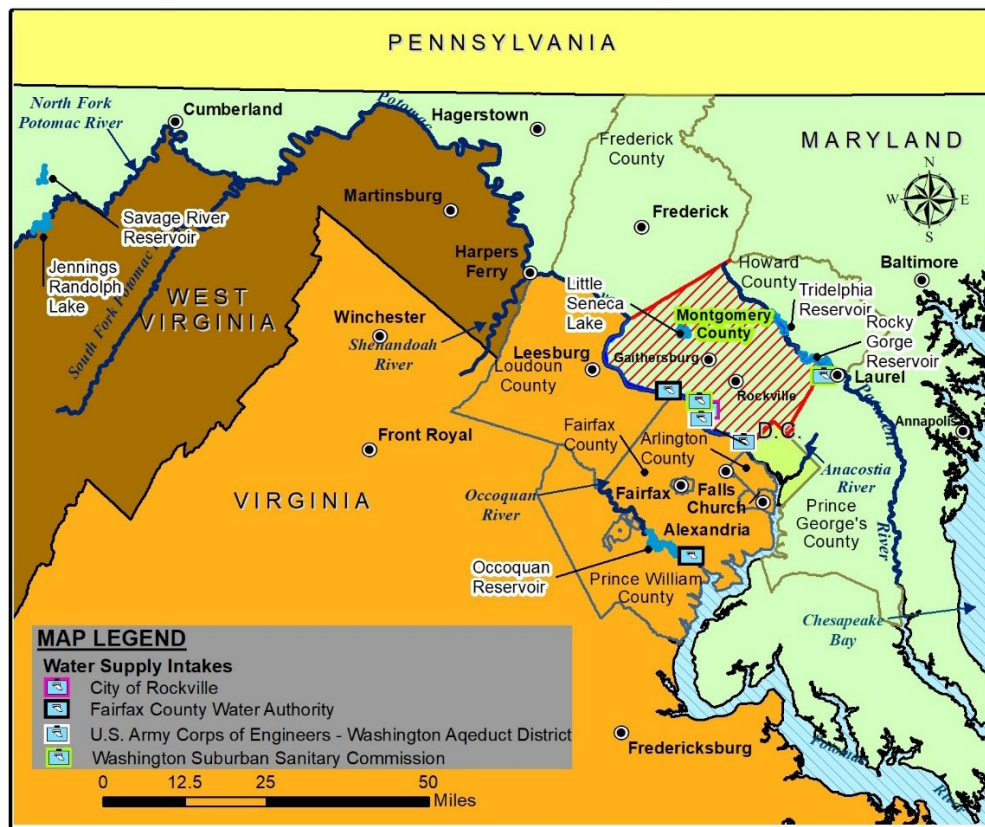 PENNSYLVANIA
North Fork
Potomac River
Cumberland
Potomac
Hagerstown
Frederick
County
MARYLAND
N
W
E
S
Martinsburg
Savage River
Reservoir
Frederick
Jennings
Randolph
Lake
South Fork Potomac River
WEST
VIRGINIA
Harpers
Ferry
Howard
County
Baltimore
Little
Seneca
Lake
Tridelphia
Reservoir
Montgomery
County
Rocky
Gorge
Reservoir
Winchester
Shenandoah
River
Leesburg
Loudoun
County
Gaithersburg
Rockville
Laurel
Patuxent
River
Annapolis
Front Royal
Fairfax
County
Arlington
County
D.C.
Anacostia
River
VIRGINIA
Occoquan
River
Fairfax
Falls
Church
Prince
George's
County
Alexandria
Occoquan
Reservoir
Prince William
County
Chesapeake
Bay
MAP LEGEND
Water Supply Intakes
City of Rockville
Fairfax County Water Authority
U.S. Army Corps of Engineers - Washington Aqeduct District
Washington Suburban Sanitary Commission
Fredericksburg
Potomac
River
0 12.5 25 50
Miles